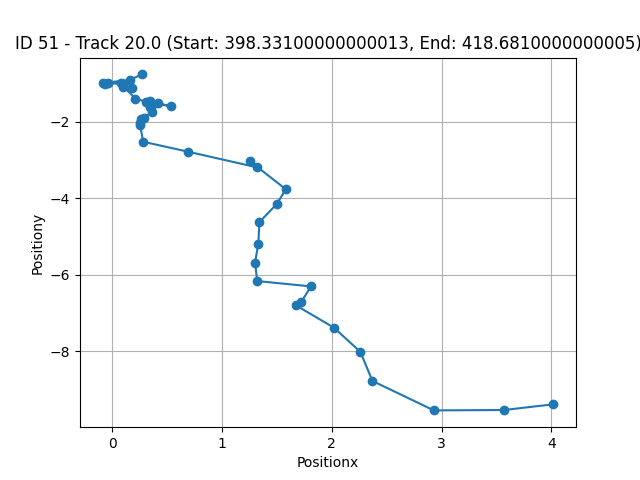 ID 51 - Track 20.0 (Start: 398.33100000000013, End: 418.6810000000005)
−2
−4
−6
−8
Positiony
0 1 2 3 4
Positionx